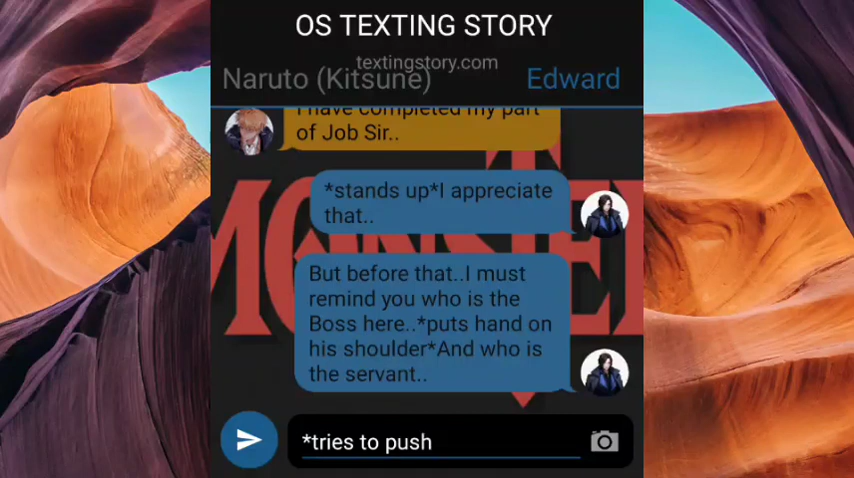 OS TEXTING STORY
textingstory.com
Naruto (Kitsune)
Edward
I have completed my part
of Job Sir..
*stands up*I appreciate
that..
But before that..I must
remind you who is the
Boss here..*puts hand on
his shoulder*And who is
the servant..
*tries to push